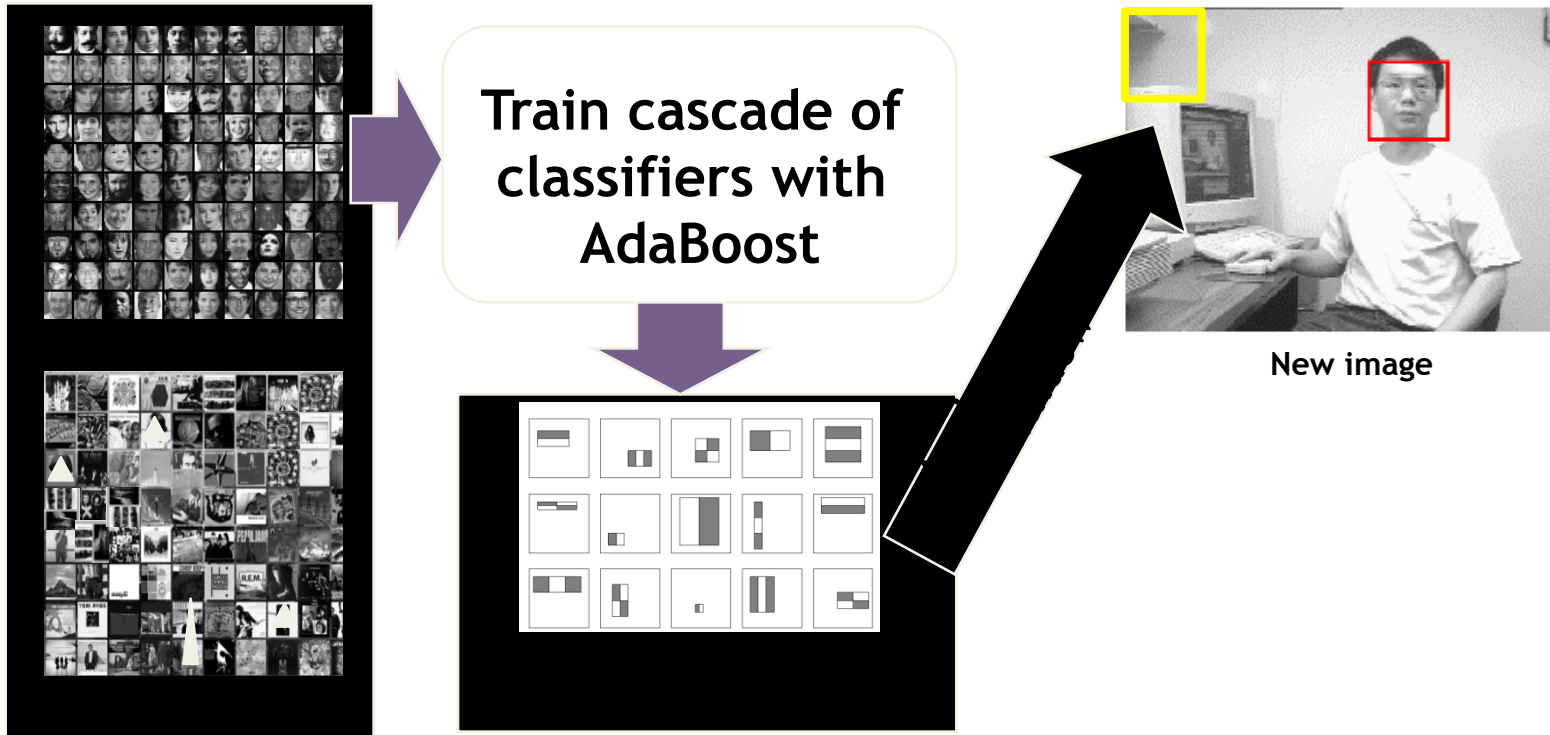 Train cascade of
classifiers with
AdaBoost
New image
R.E.M.